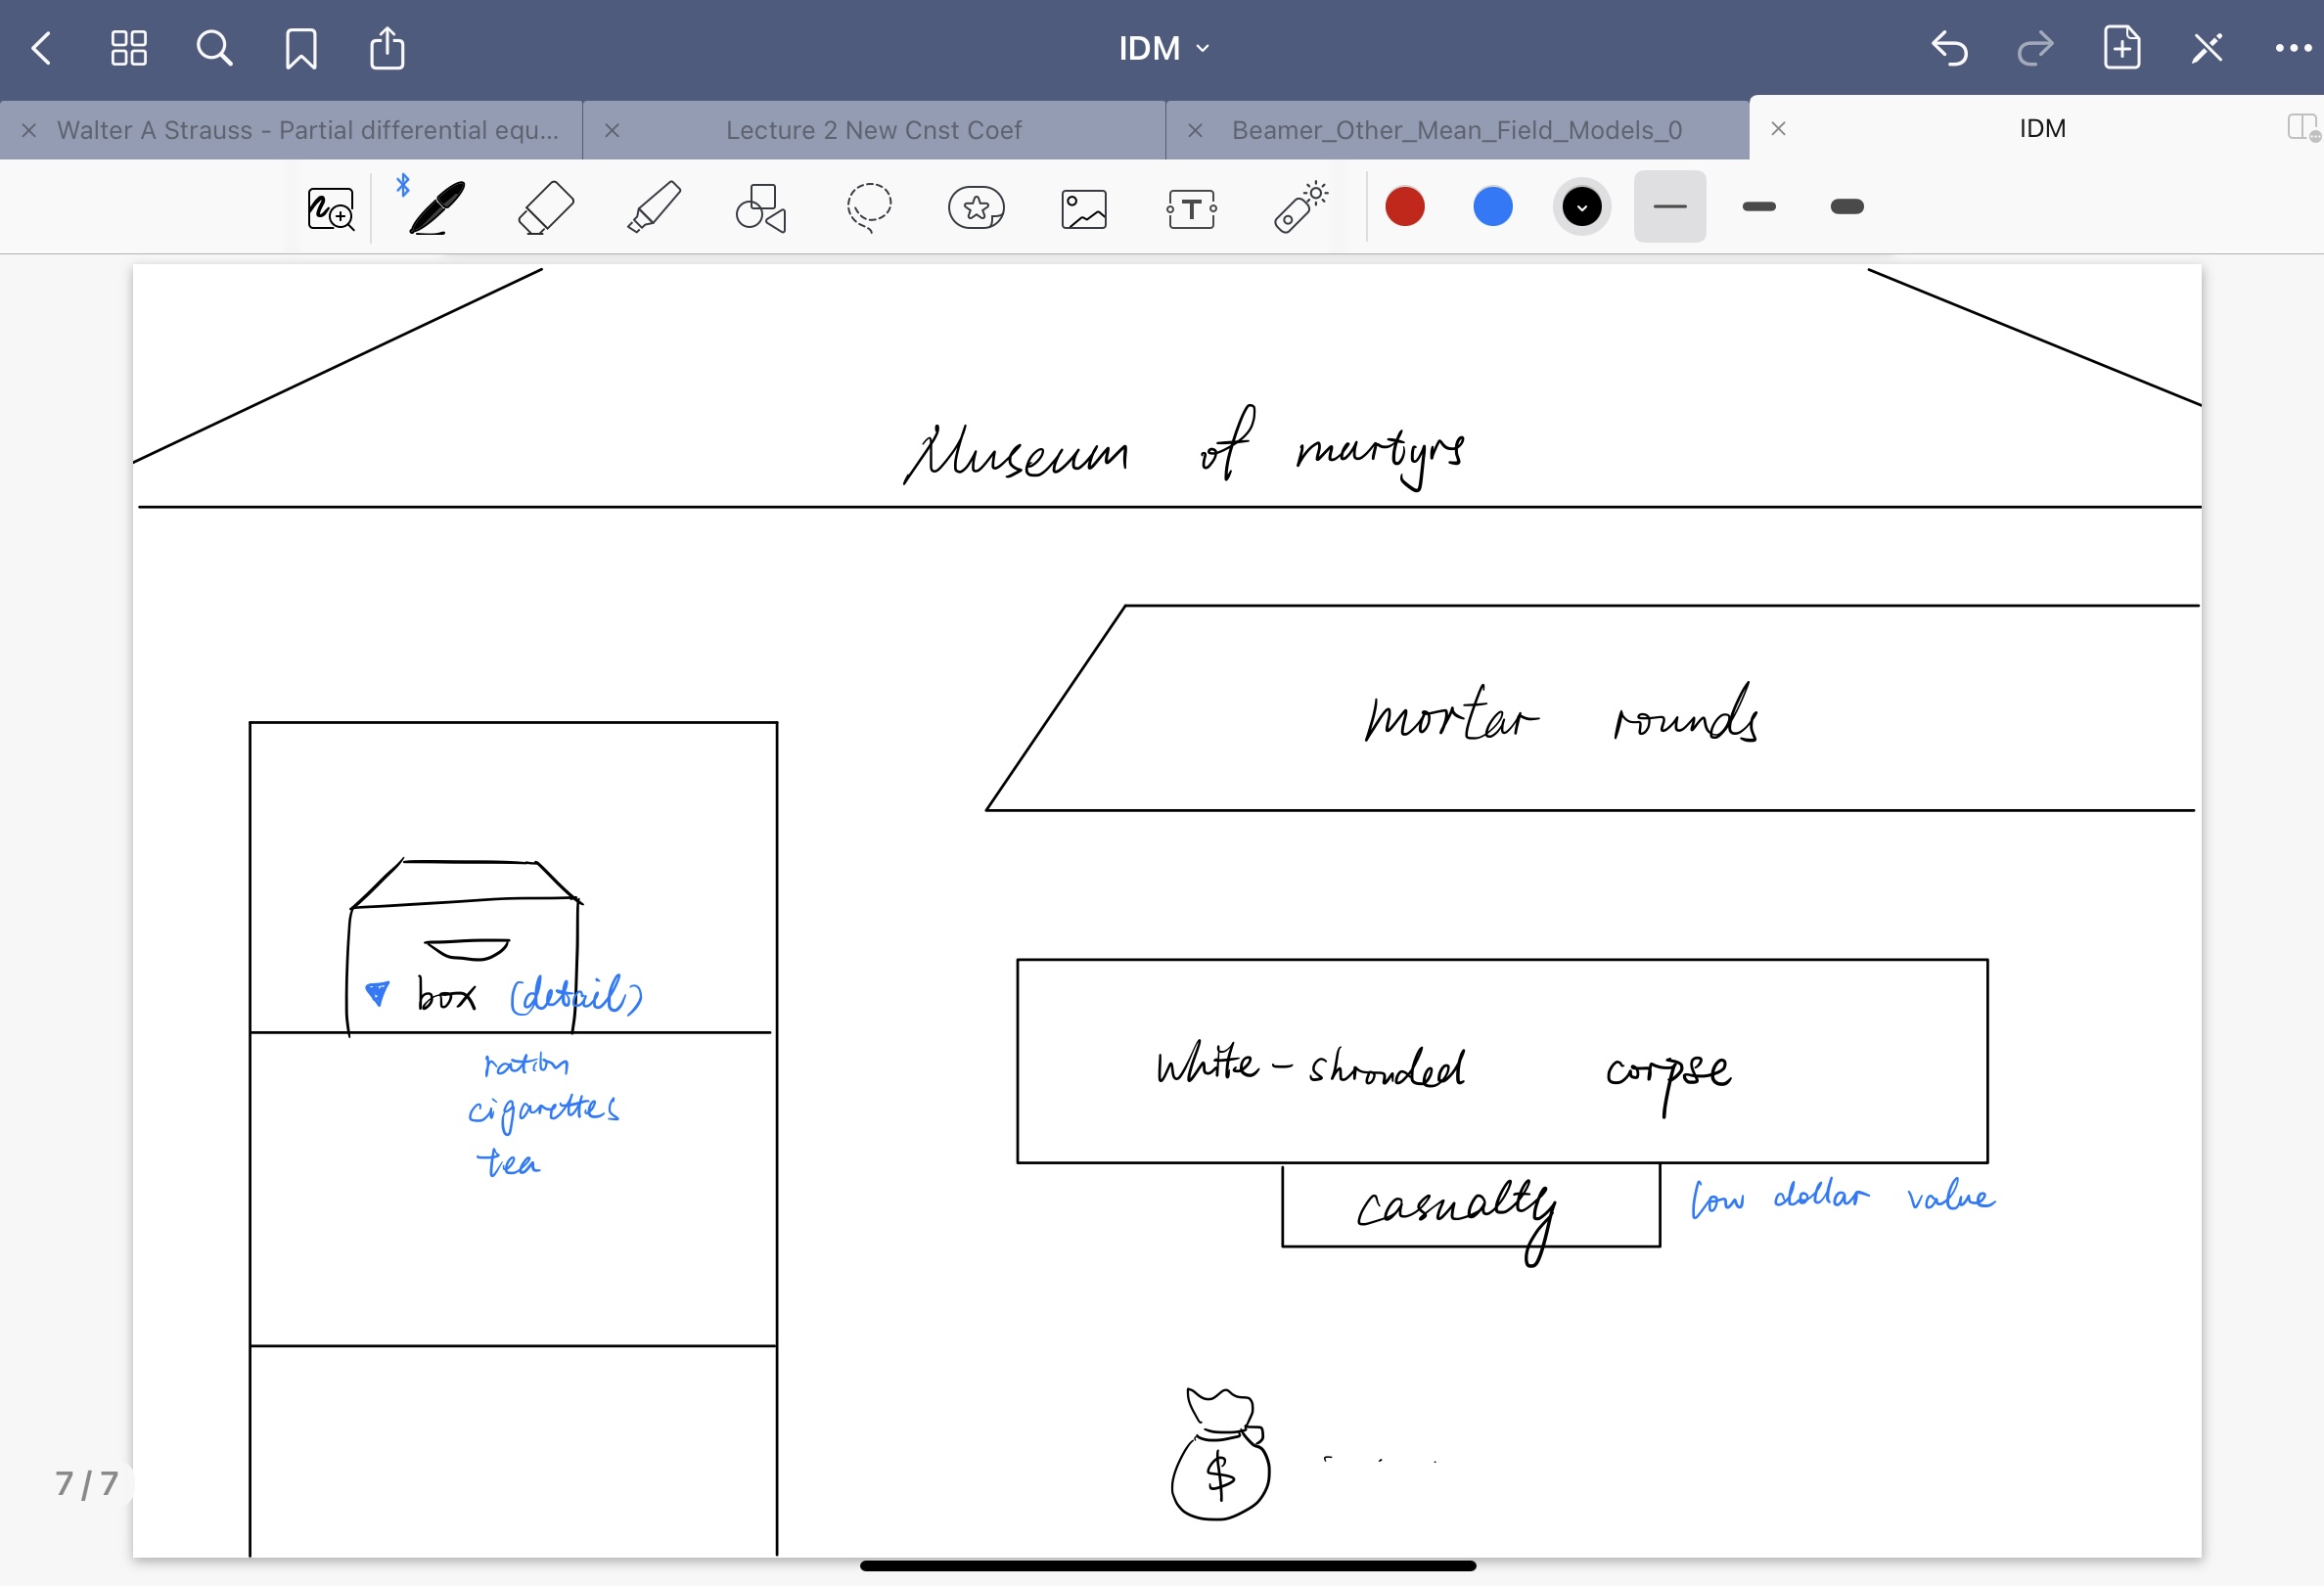 IDM
Walter A Strauss - Partial differential equ...
Lecture 2 New Cnst Coef
Beamer_Other_Mean_Field_Models_0
IDM
T
Museum of martyrs
mortar rounds
box (detail)
ration
cigarettes
tea
white-shrouded corpse
casualty
low dollar value
$
7/7